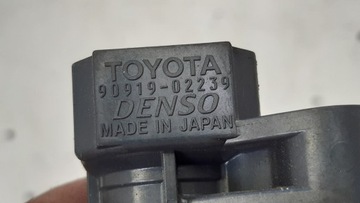 TOYOTA
90919-02239
DENSO
MADE IN JAPAN